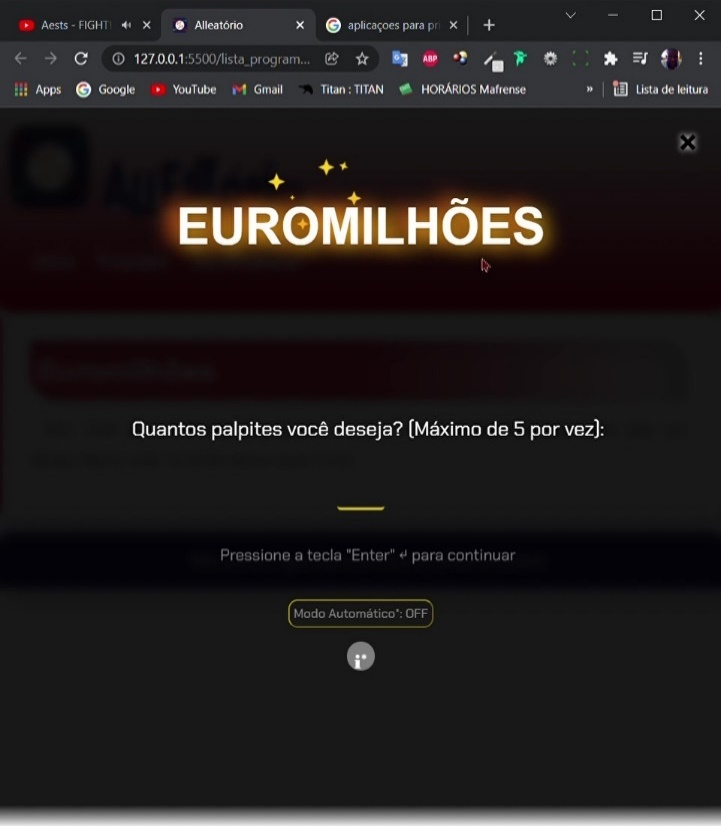 Aests - FIGHT
Alleatório
aplicaçoes para pr
127.0.0.1:5500/lista_program...
ABP
Apps
Google
YouTube
Gmail
Titan : TITAN
HORÁRIOS Mafrense
»
Lista de leitura
EUROMILHÕES
Quantos palpites você deseja? (Máximo de 5 por vez):
Pressione a tecla "Enter" ↵ para continuar
Modo Automático*: OFF